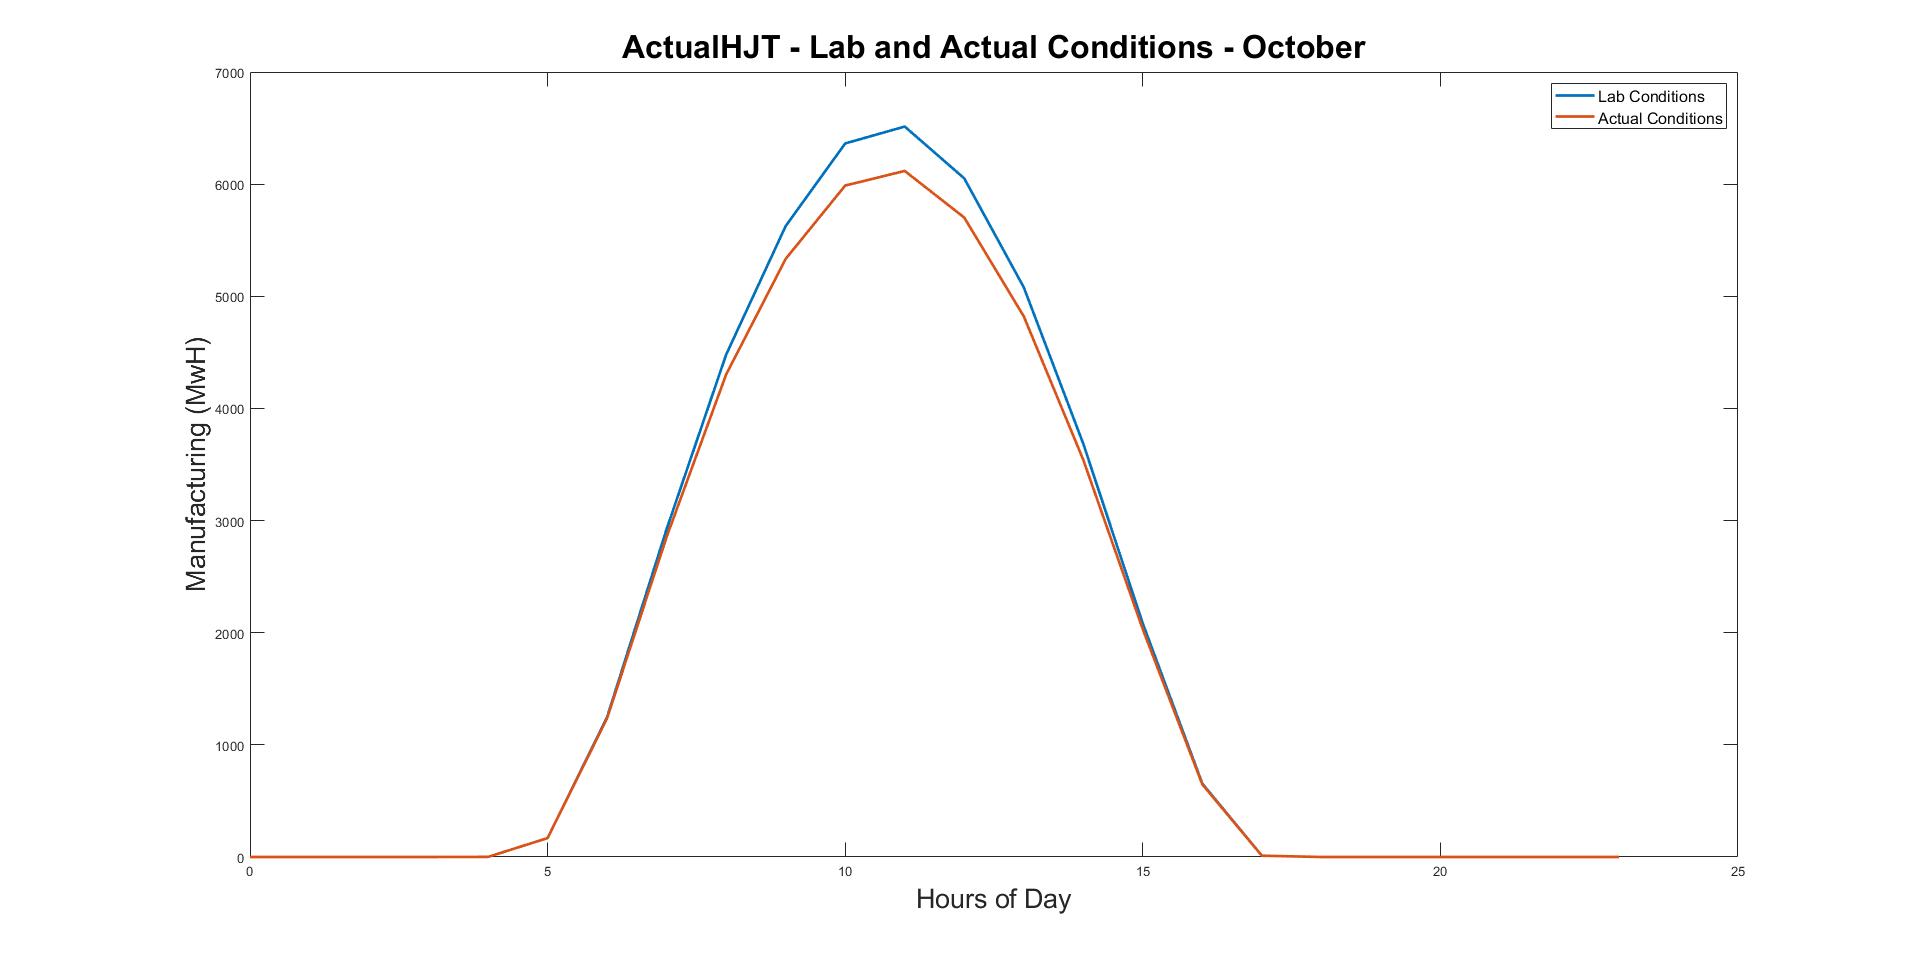 ActualHJT - Lab and Actual Conditions - October
7000
6000
5000
4000
3000
2000
1000
0
Manufacturing (MwH)
Lab Conditions
Actual Conditions
0 5 10 15 20 25
Hours of Day